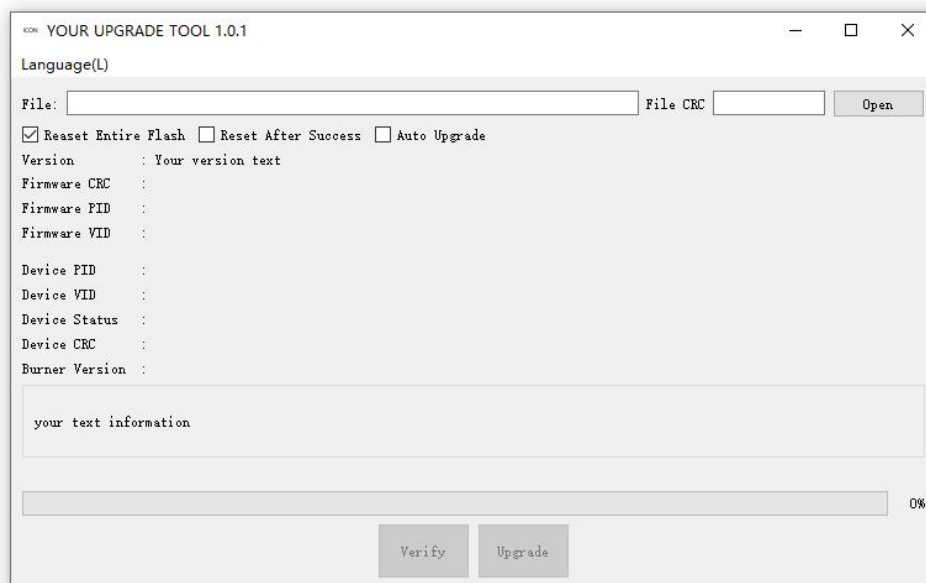 ICON YOUR UPGRADE TOOL 1.0.1
Language(L)
File: File CRC Open
Reaset Entire Flash Reset After Success Auto Upgrade
Version : Your version text
Firmware CRC :
Firmware PID :
Firmware VID :
Device PID :
Device VID :
Device Status :
Device CRC :
Burner Version :
your text information
0%
Verify Upgrade